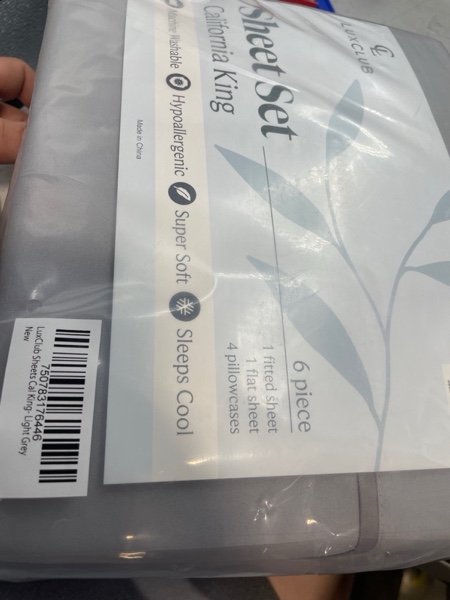 LUXCLUB
Sheet Set
California King
6 piece
1 fitted sheet
1 flat sheet
4 pillowcases
Machine Washable Hypoallergenic Super Soft Sleeps Cool
Made in China
750783176446
LuxClub Sheets Cal King- Light Grey
New